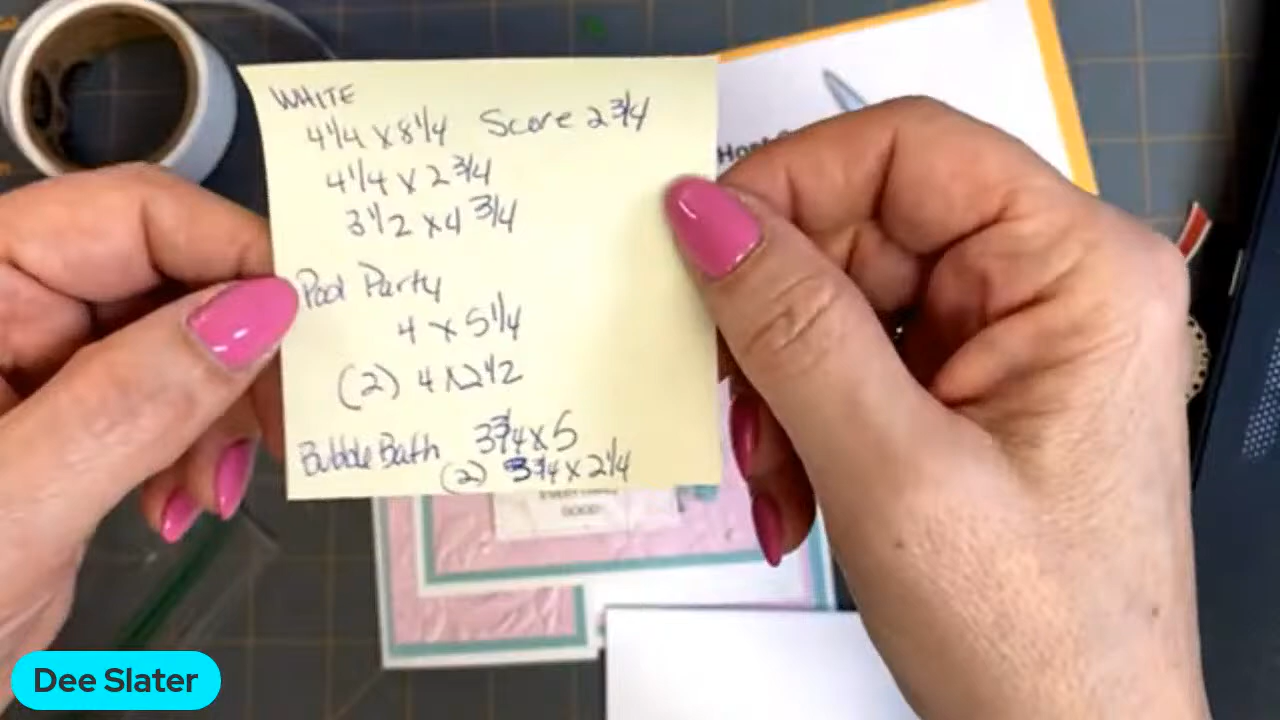 WHITE
4 1/4 x 8 1/4 Score 2 3/4
4 1/4 x 2 3/4
3 1/2 x 4 3/4
Pool Party
4 x 5 1/4
(2) 4 x 2 1/2
Bubble Bath 3 3/4 x 5
(2) 3 3/4 x 2 1/4
EVERYTHING
GOOD!
Dee Slater